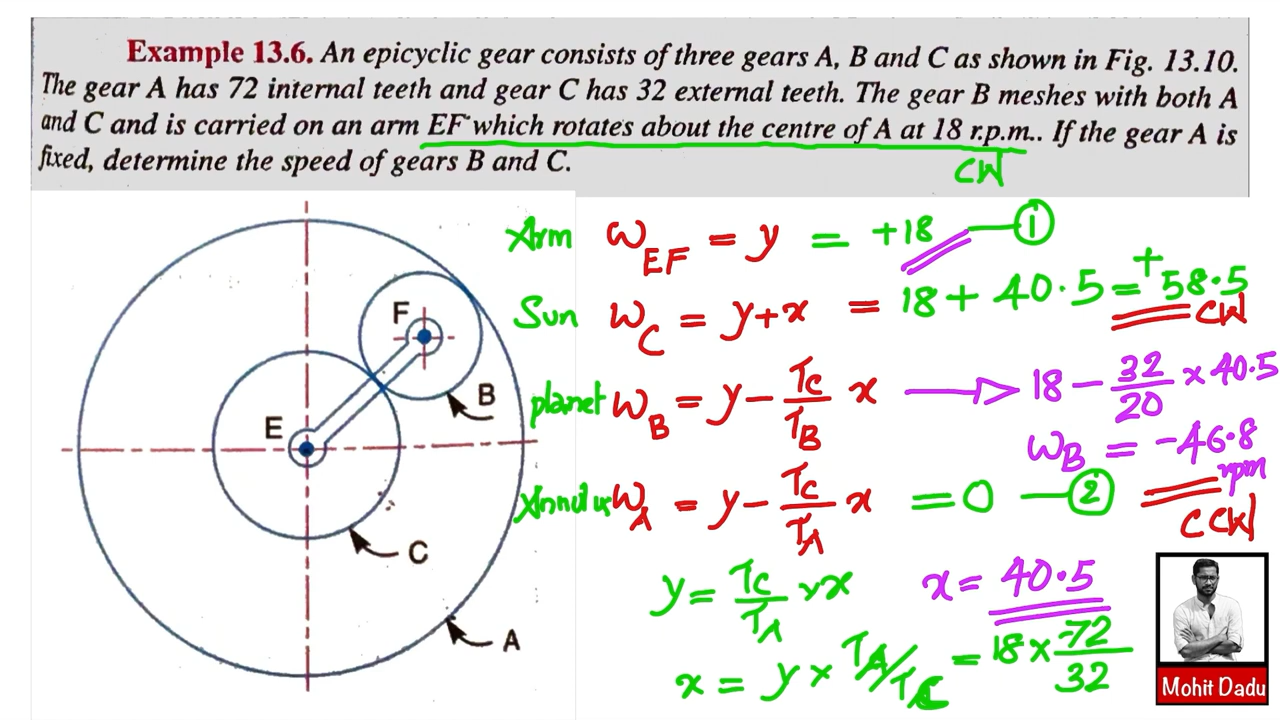 Example 13.6. An epicyclic gear consists of three gears A, B and C as shown in Fig. 13.10.
The gear A has 72 internal teeth and gear C has 32 external teeth. The gear B meshes with both A
and C and is carried on an arm EF which rotates about the centre of A at 18 r.p.m.. If the gear A is
fixed, determine the speed of gears B and C.
CW
Arm ω_EF = y = +18 — ①
Sun ω_C = y+x = 18 + 40.5 = +58.5 CW
planet ω_B = y - T_C/T_B x → 18 - 32/20 × 40.5
ω_B = -46.8 rpm
CCW
Annulus ω_A = y - T_C/T_A x = 0 — ②
y = T_C/T_A × x
x = 40.5
x = y × T_A/T_C = 18 × 72/32
F
B
E
C
A
Mohit Dadu